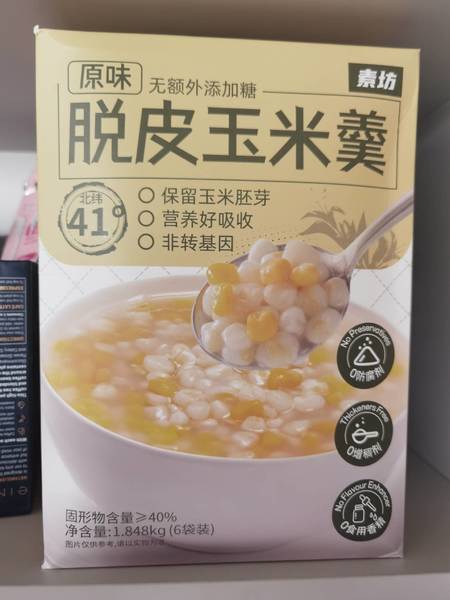 原味
无额外添加糖
素坊
脱皮玉米羹
北纬
41°
保留玉米胚芽
营养好吸收
非转基因
No Preservatives
0防腐剂
Thickeners Free
0增稠剂
No Flavour Enhancer
0食用香精
固形物含量≥40%
净含量:1.848kg(6袋装)
图片仅供参考,请以实物为准